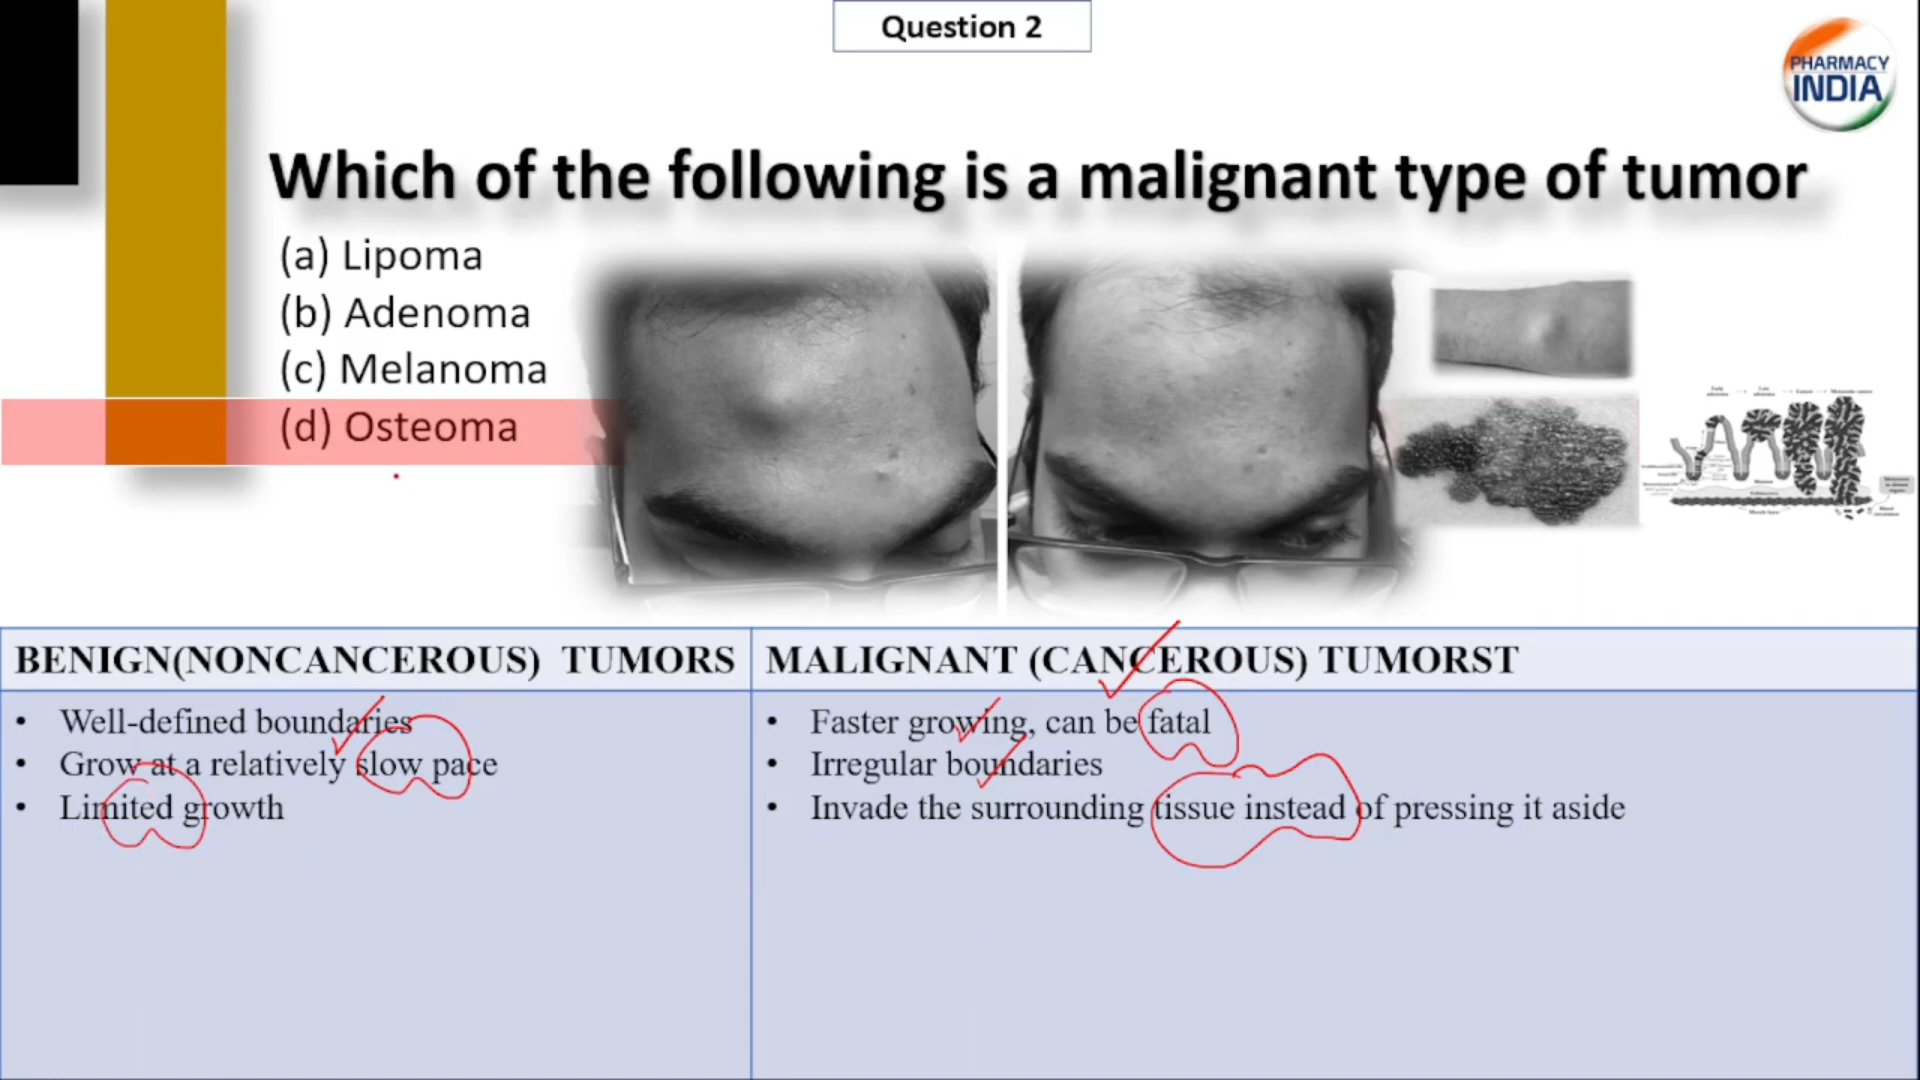 Question 2
PHARMACY
INDIA
Which of the following is a malignant type of tumor
(a) Lipoma
(b) Adenoma
(c) Melanoma
(d) Osteoma
BENIGN(NONCANCEROUS) TUMORS
MALIGNANT (CANCEROUS) TUMORST
• Well-defined boundaries
• Grow at a relatively slow pace
• Limited growth
• Faster growing, can be fatal
• Irregular boundaries
• Invade the surrounding tissue instead of pressing it aside